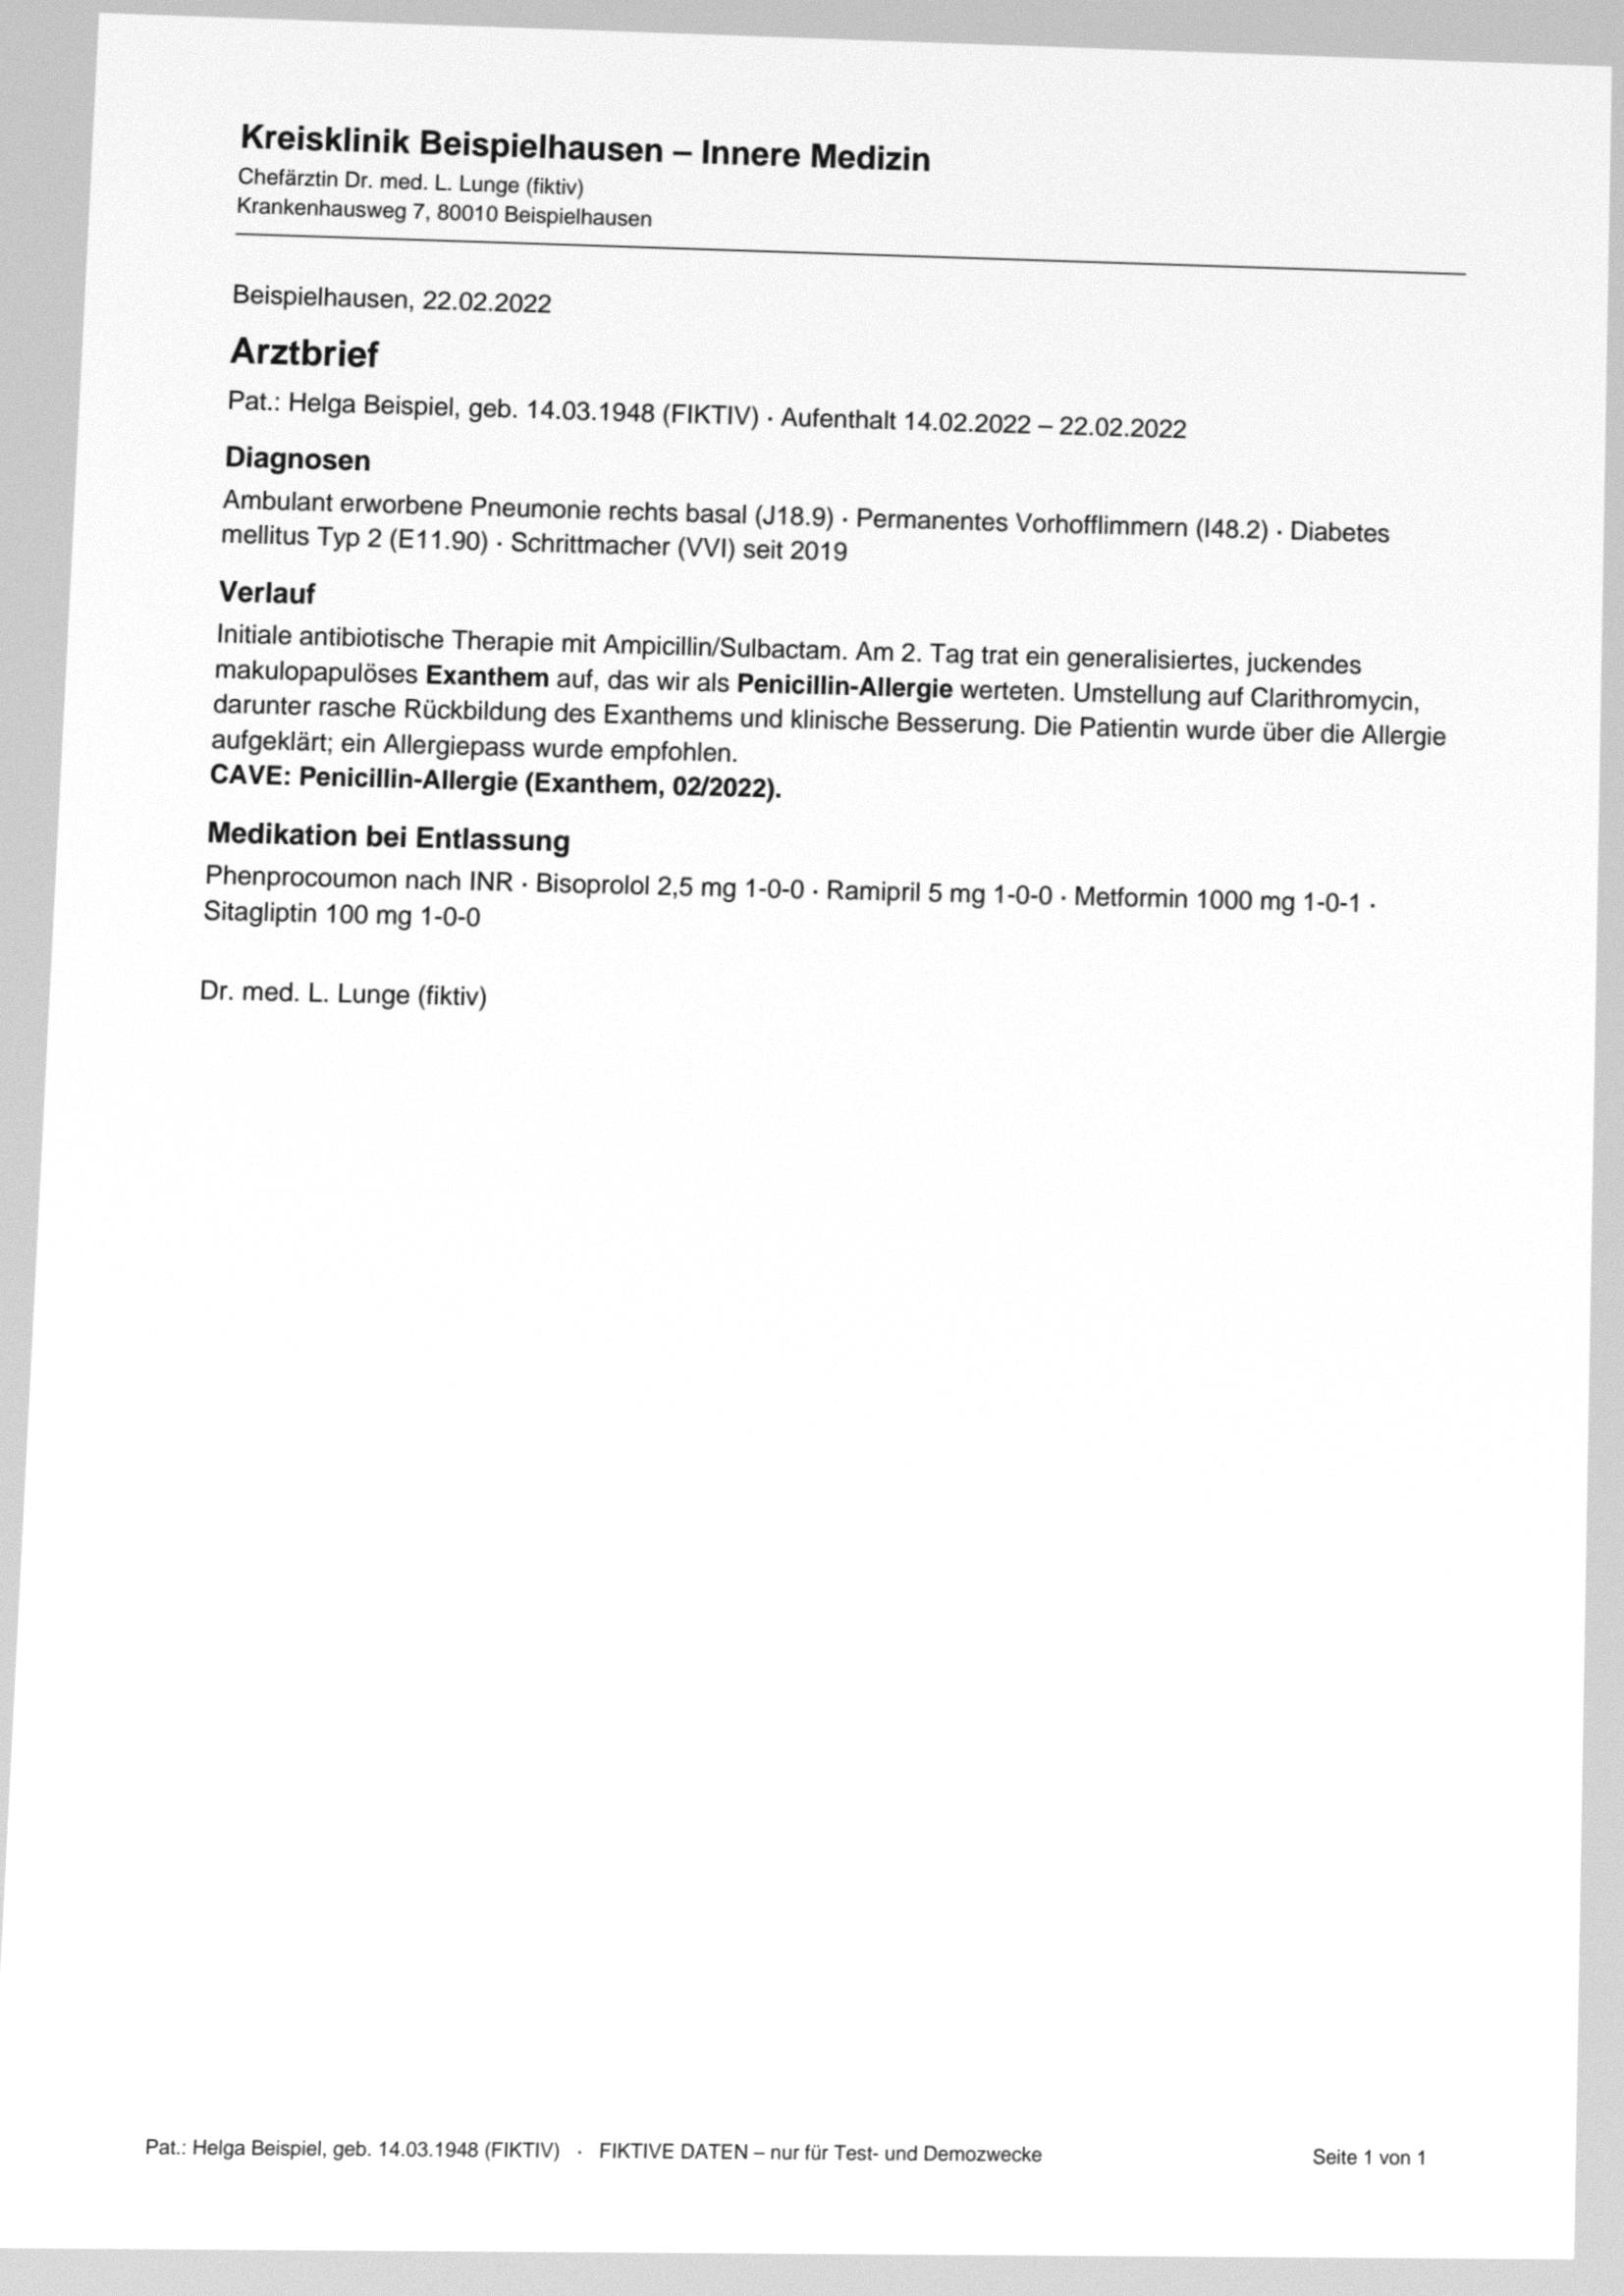 Kreisklinik Beispielhausen – Innere Medizin
Chefärztin Dr. med. L. Lunge (fiktiv)
Krankenhausweg 7, 80010 Beispielhausen
Beispielhausen, 22.02.2022
Arztbrief
Pat.: Helga Beispiel, geb. 14.03.1948 (FIKTIV) · Aufenthalt 14.02.2022 – 22.02.2022
Diagnosen
Ambulant erworbene Pneumonie rechts basal (J18.9) · Permanentes Vorhofflimmern (I48.2) · Diabetes
mellitus Typ 2 (E11.90) · Schrittmacher (VVI) seit 2019
Verlauf
Initiale antibiotische Therapie mit Ampicillin/Sulbactam. Am 2. Tag trat ein generalisiertes, juckendes
makulopapulöses Exanthem auf, das wir als Penicillin-Allergie werteten. Umstellung auf Clarithromycin,
darunter rasche Rückbildung des Exanthems und klinische Besserung. Die Patientin wurde über die Allergie
aufgeklärt; ein Allergiepass wurde empfohlen.
CAVE: Penicillin-Allergie (Exanthem, 02/2022).
Medikation bei Entlassung
Phenprocoumon nach INR · Bisoprolol 2,5 mg 1-0-0 · Ramipril 5 mg 1-0-0 · Metformin 1000 mg 1-0-1 ·
Sitagliptin 100 mg 1-0-0
Dr. med. L. Lunge (fiktiv)
Pat.: Helga Beispiel, geb. 14.03.1948 (FIKTIV) · FIKTIVE DATEN – nur für Test- und Demozwecke Seite 1 von 1